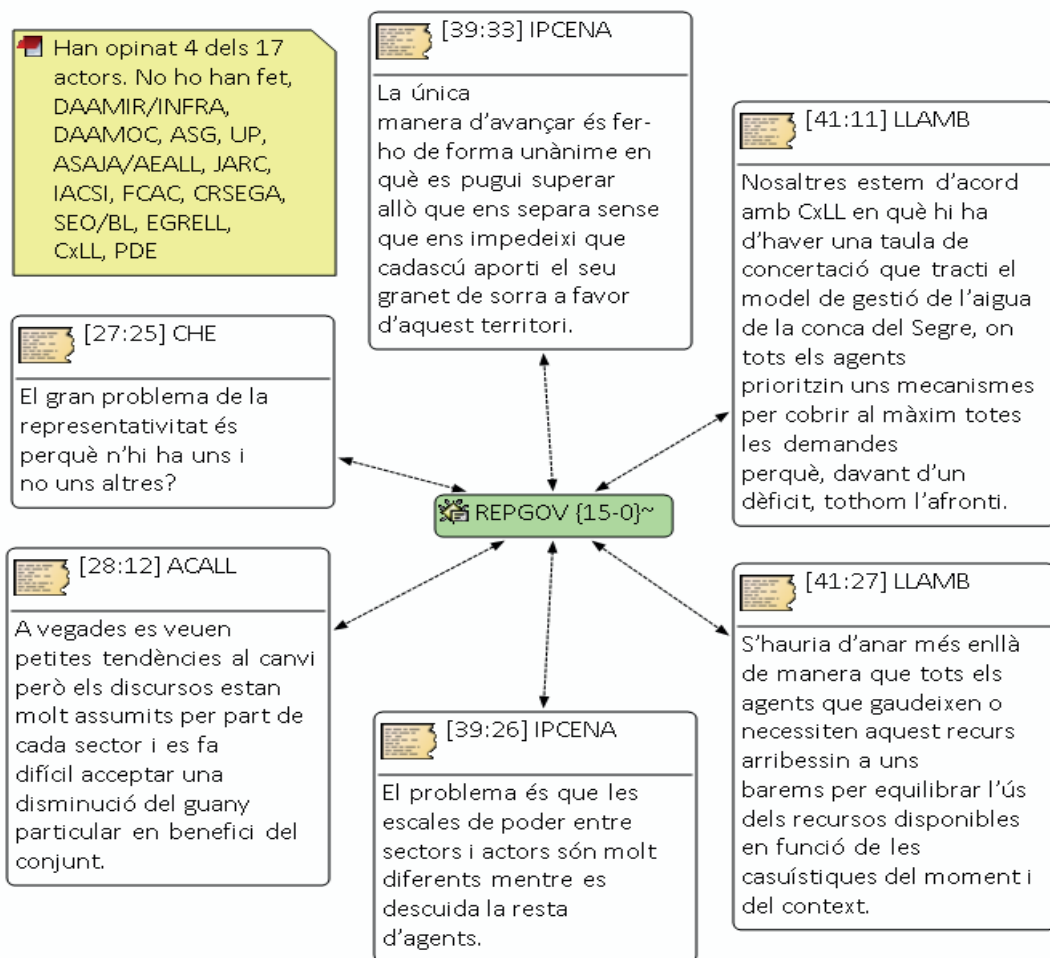 Han opinat 4 dels 17
actors. No ho han fet,
DAAMIR/INFRA,
DAAMOC, ASG, UP,
ASAJA/AEALL, JARC,
IACSI, FCAC, CRSEGA,
SEO/BL, EGRELL,
CxLL, PDE
[39:33] IPCENA
La única
manera d'avançar és fer-
ho de forma unànime en
què es pugui superar
allò que ens separa sense
que ens impedeixi que
cadascú aporti el seu
granet de sorra a favor
d'aquest territori.
[41:11] LLAMB
Nosaltres estem d'acord
amb CxLL en què hi ha
d'haver una taula de
concertació que tracti el
model de gestió de l'aigua
de la conca del Segre, on
tots els agents
prioritzin uns mecanismes
per cobrir al màxim totes
les demandes
perquè, davant d'un
dèficit, tothom l'afronti.
[27:25] CHE
El gran problema de la
representativitat és
perquè n'hi ha uns i
no uns altres?
REPGOV {15-0}~
[28:12] ACALL
A vegades es veuen
petites tendències al canvi
però els discursos estan
molt assumits per part de
cada sector i es fa
difícil acceptar una
disminució del guany
particular en benefici del
conjunt.
[39:26] IPCENA
El problema és que les
escales de poder entre
sectors i actors són molt
diferents mentre es
descuida la resta
d'agents.
[41:27] LLAMB
S'hauria d'anar més enllà
de manera que tots els
agents que gaudeixen o
necessiten aquest recurs
arribessin a uns
barems per equilibrar l'ús
dels recursos disponibles
en funció de les
casuístiques del moment i
del context.